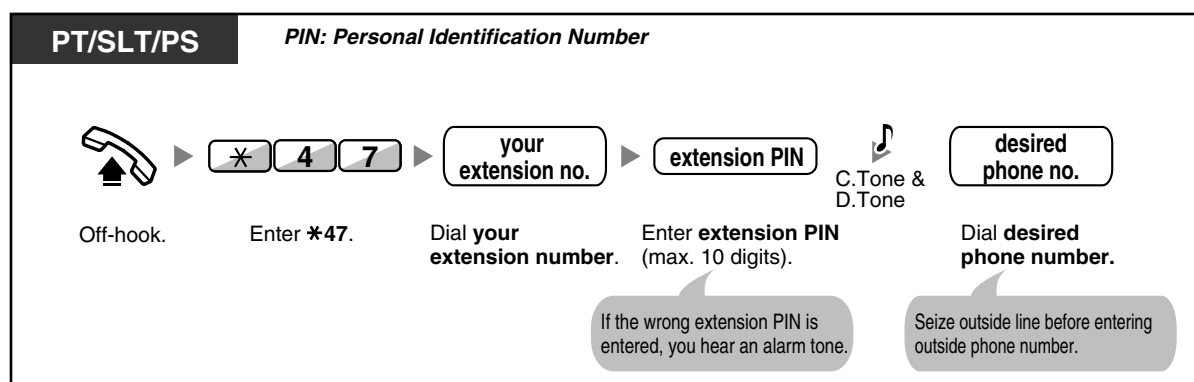 PT/SLT/PS
PIN: Personal Identification Number
* 4 7
your
extension no.
extension PIN
C.Tone &
D.Tone
desired
phone no.
Off-hook.
Enter *47.
Dial your
extension number.
Enter extension PIN
(max. 10 digits).
Dial desired
phone number.
If the wrong extension PIN is
entered, you hear an alarm tone.
Seize outside line before entering
outside phone number.